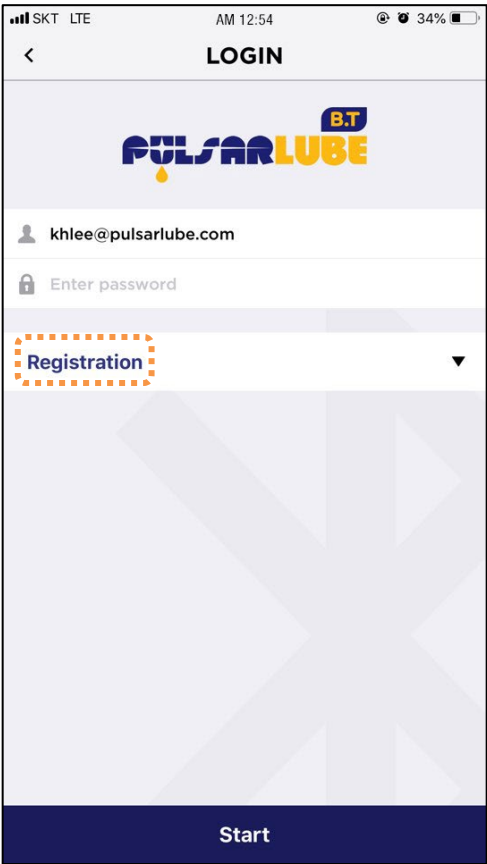 SKT LTE AM 12:54 34%
LOGIN
B.T
PULSARLUBE
khlee@pulsarlube.com
Enter password
Registration
Start